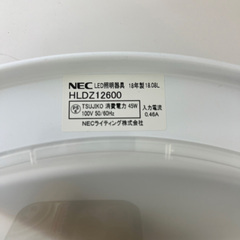 NEC LED照明器具 18年製 18.08L
HLDZ12600
TSUJIKO 消費電力 45W 入力電流
100V 50/60Hz 0.46A
NECライティング株式会社